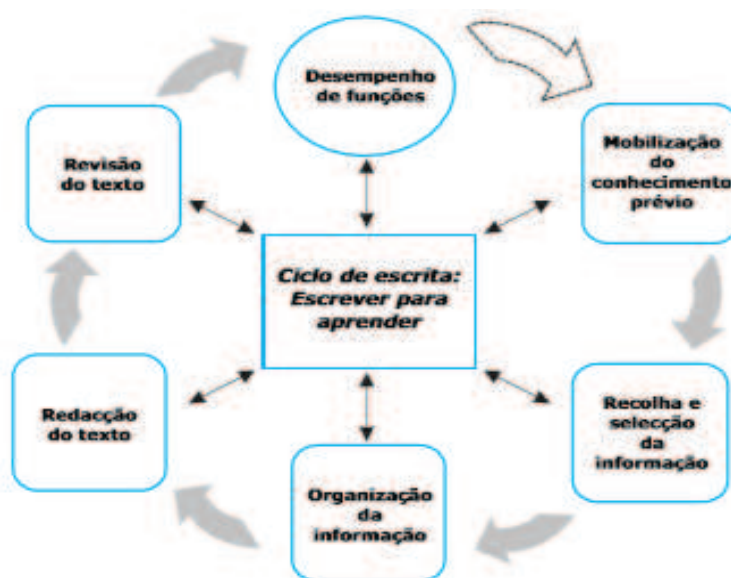 Desempenho
de funções
Mobilização
do
conhecimento
prévio
Recolha e
selecção
da
informação
Organização
da
informação
Redacção
do texto
Revisão
do texto
Ciclo de escrita:
Escrever para
aprender